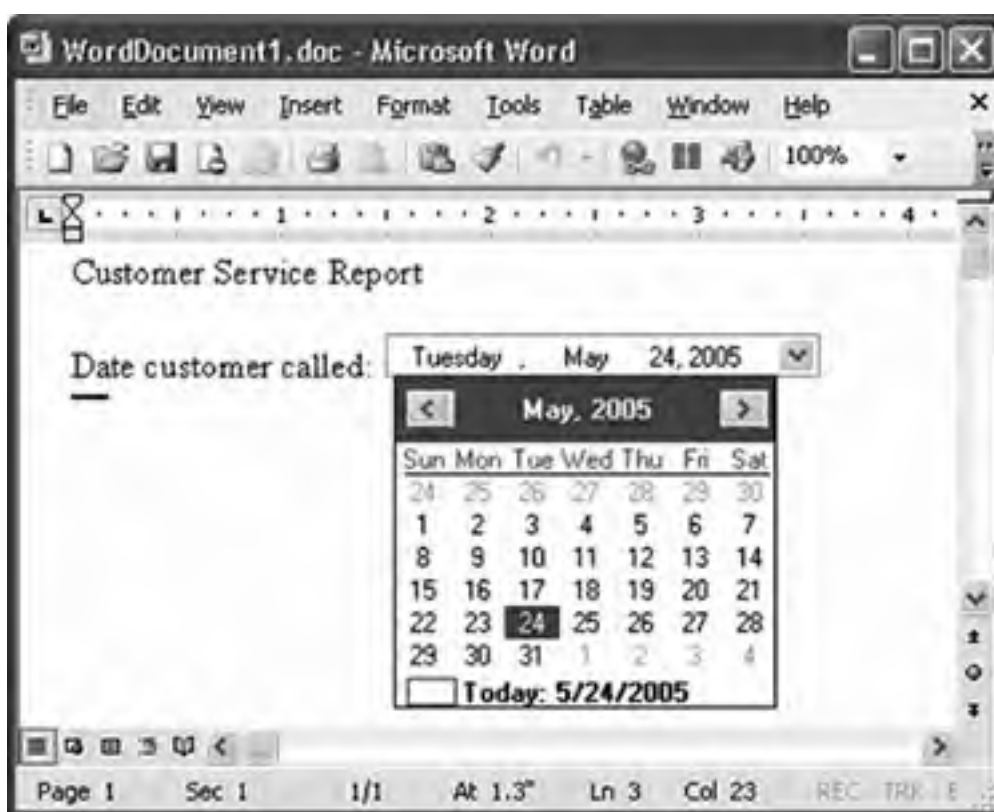 WordDocument1.doc - Microsoft Word
File Edit View Insert Format Tools Table Window Help
100%
1 2 3 4
Customer Service Report
Date customer called: Tuesday , May 24, 2005
May, 2005
Sun Mon Tue Wed Thu Fri Sat
24 25 26 27 28 29 30
1 2 3 4 5 6 7
8 9 10 11 12 13 14
15 16 17 18 19 20 21
22 23 24 25 26 27 28
29 30 31 1 2 3 4
Today: 5/24/2005
Page 1 Sec 1 1/1 At 1.3" Ln 3 Col 23 REC TRK E